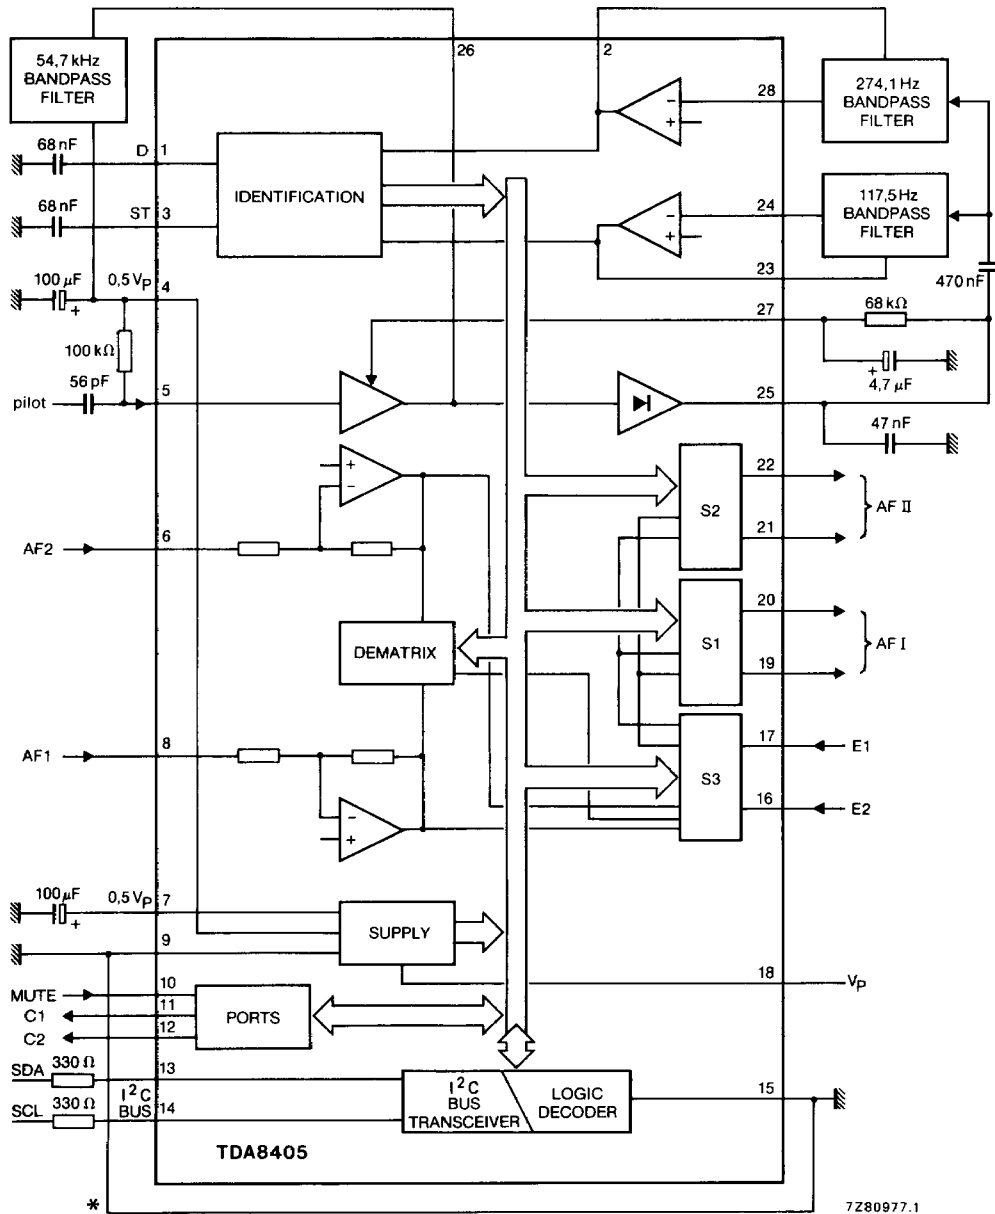 26
2
54,7 kHz
BANDPASS
FILTER
28
274,1 Hz
BANDPASS
FILTER
−
+
68 nF
D
1
IDENTIFICATION
68 nF
ST
3
24
117,5 Hz
BANDPASS
FILTER
−
+
23
470 nF
100 µF
+
0,5 VP
4
27
68 kΩ
100 kΩ
+
4,7 µF
56 pF
pilot
5
25
47 nF
+
−
S2
22
21
AF II
AF2
6
S1
20
19
AF I
DEMATRIX
AF1
8
−
+
S3
17
E1
16
E2
100 µF
+
0,5 VP
7
SUPPLY
9
18
VP
MUTE
10
C1
11
C2
12
PORTS
SDA
330 Ω
13
I²C
BUS
SCL
330 Ω
14
I²C
BUS
TRANSCEIVER
LOGIC
DECODER
15
TDA8405
*
7Z80977.1